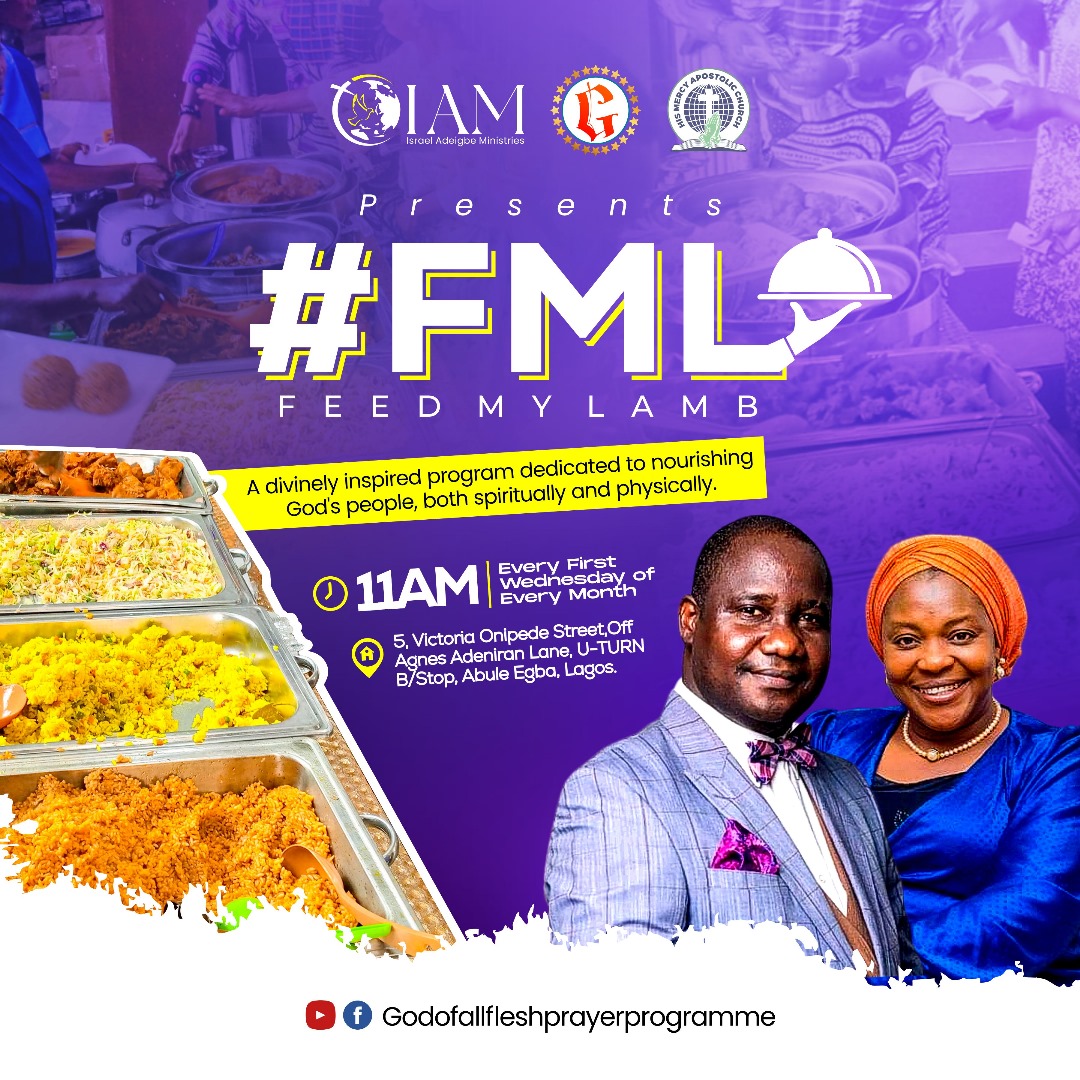 IAM
Israel Adeigbe Ministries
G
HIS MERCY APOSTOLIC CHURCH
Presents
#FML
FEED MY LAMB
A divinely inspired program dedicated to nourishing
God's people, both spiritually and physically.
11AM
Every First
Wednesday of
Every Month
5, Victoria Onipede Street,Off
Agnes Adeniran Lane, U-TURN
B/Stop, Abule Egba, Lagos.
Godofallfleshprayerprogramme